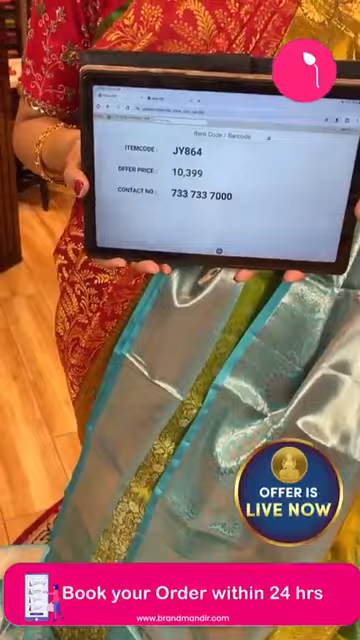 Item Code / Barcode
ITEMCODE : JY864
OFFER PRICE : 10,399
CONTACT NO : 733 733 7000
OFFER IS
LIVE NOW
Book your Order within 24 hrs
www.brandmandir.com